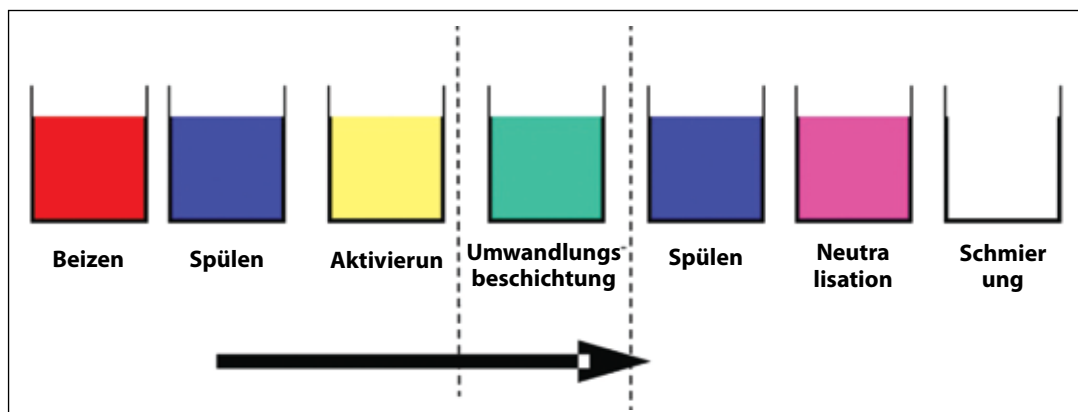 Beizen
Spülen
Aktivierun
Umwandlungs-
beschichtung
Spülen
Neutra
lisation
Schmier
ung